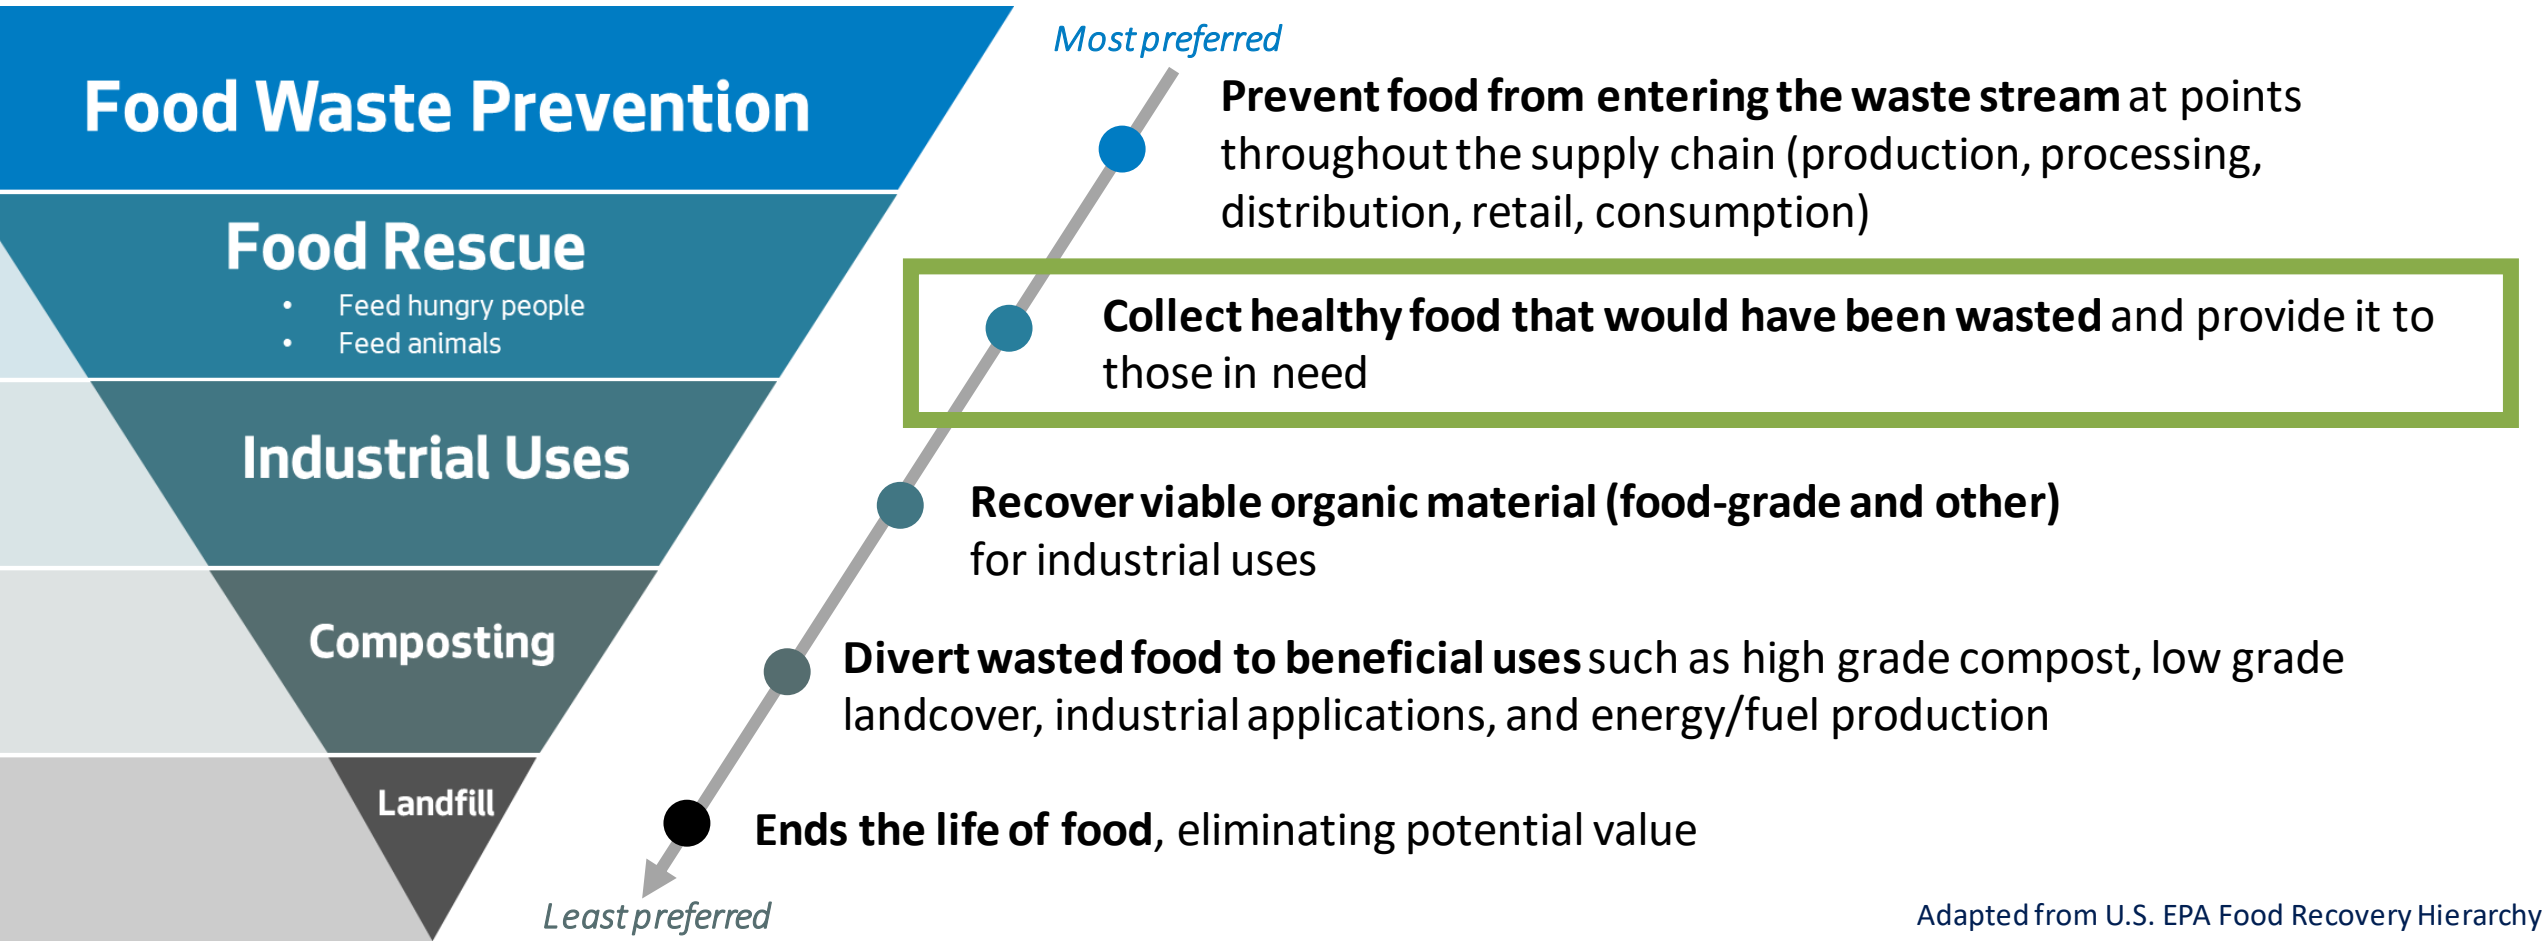 Most preferred
Food Waste Prevention
Prevent food from entering the waste stream at points
throughout the supply chain (production, processing,
distribution, retail, consumption)
Food Rescue
• Feed hungry people
• Feed animals
Collect healthy food that would have been wasted and provide it to
those in need
Industrial Uses
Recover viable organic material (food-grade and other)
for industrial uses
Composting
Divert wasted food to beneficial uses such as high grade compost, low grade
landcover, industrial applications, and energy/fuel production
Landfill
Ends the life of food, eliminating potential value
Least preferred
Adapted from U.S. EPA Food Recovery Hierarchy